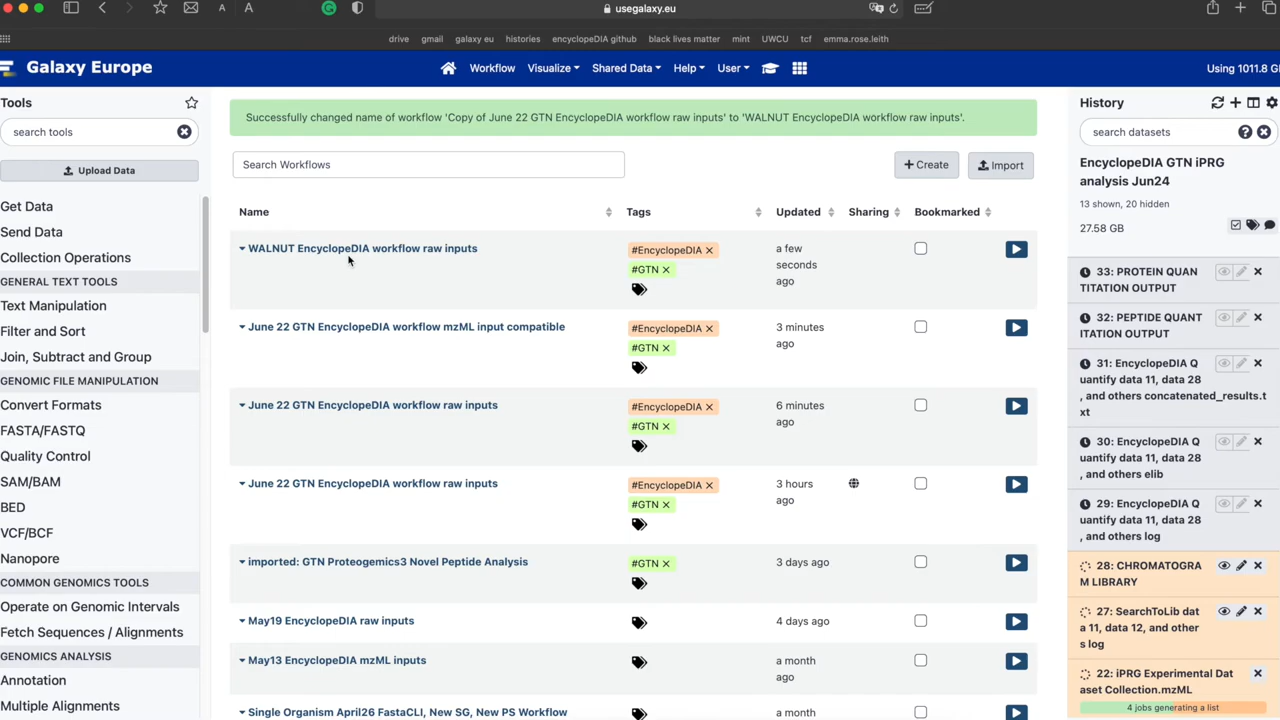 usegalaxy.eu
A
A
drive gmail galaxy eu histories encyclopeDIA github black lives matter mint UWCU tcf emma.rose.leith
Galaxy Europe
Workflow Visualize Shared Data Help User
Using 1011.8 G
Tools
search tools
Upload Data
Get Data
Send Data
Collection Operations
GENERAL TEXT TOOLS
Text Manipulation
Filter and Sort
Join, Subtract and Group
GENOMIC FILE MANIPULATION
Convert Formats
FASTA/FASTQ
Quality Control
SAM/BAM
BED
VCF/BCF
Nanopore
COMMON GENOMICS TOOLS
Operate on Genomic Intervals
Fetch Sequences / Alignments
GENOMICS ANALYSIS
Annotation
Multiple Alignments
Successfully changed name of workflow 'Copy of June 22 GTN EncyclopeDIA workflow raw inputs' to 'WALNUT EncyclopeDIA workflow raw inputs'.
Search Workflows
+ Create
Import
Name Tags Updated Sharing Bookmarked
WALNUT EncyclopeDIA workflow raw inputs
#EncyclopeDIA ×
#GTN ×
a few
seconds
ago
June 22 GTN EncyclopeDIA workflow mzML input compatible
#EncyclopeDIA ×
#GTN ×
3 minutes
ago
June 22 GTN EncyclopeDIA workflow raw inputs
#EncyclopeDIA ×
#GTN ×
6 minutes
ago
June 22 GTN EncyclopeDIA workflow raw inputs
#EncyclopeDIA ×
#GTN ×
3 hours
ago
imported: GTN Proteogemics3 Novel Peptide Analysis
#GTN ×
3 days ago
May19 EncyclopeDIA raw inputs
4 days ago
May13 EncyclopeDIA mzML inputs
a month
ago
Single Organism April26 FastaCLI, New SG, New PS Workflow
a month
History
search datasets
EncyclopeDIA GTN iPRG
analysis Jun24
13 shown, 20 hidden
27.58 GB
33: PROTEIN QUAN
TITATION OUTPUT
32: PEPTIDE QUANT
ITATION OUTPUT
31: EncyclopeDIA Q
uantify data 11, data 28
, and others concatenated_results.t
xt
30: EncyclopeDIA Q
uantify data 11, data 28
, and others elib
29: EncyclopeDIA Q
uantify data 11, data 28
, and others log
28: CHROMATOGRA
M LIBRARY
27: SearchToLib dat
a 11, data 12, and other
s log
22: iPRG Experimental Dat
aset Collection.mzML
4 jobs generating a list